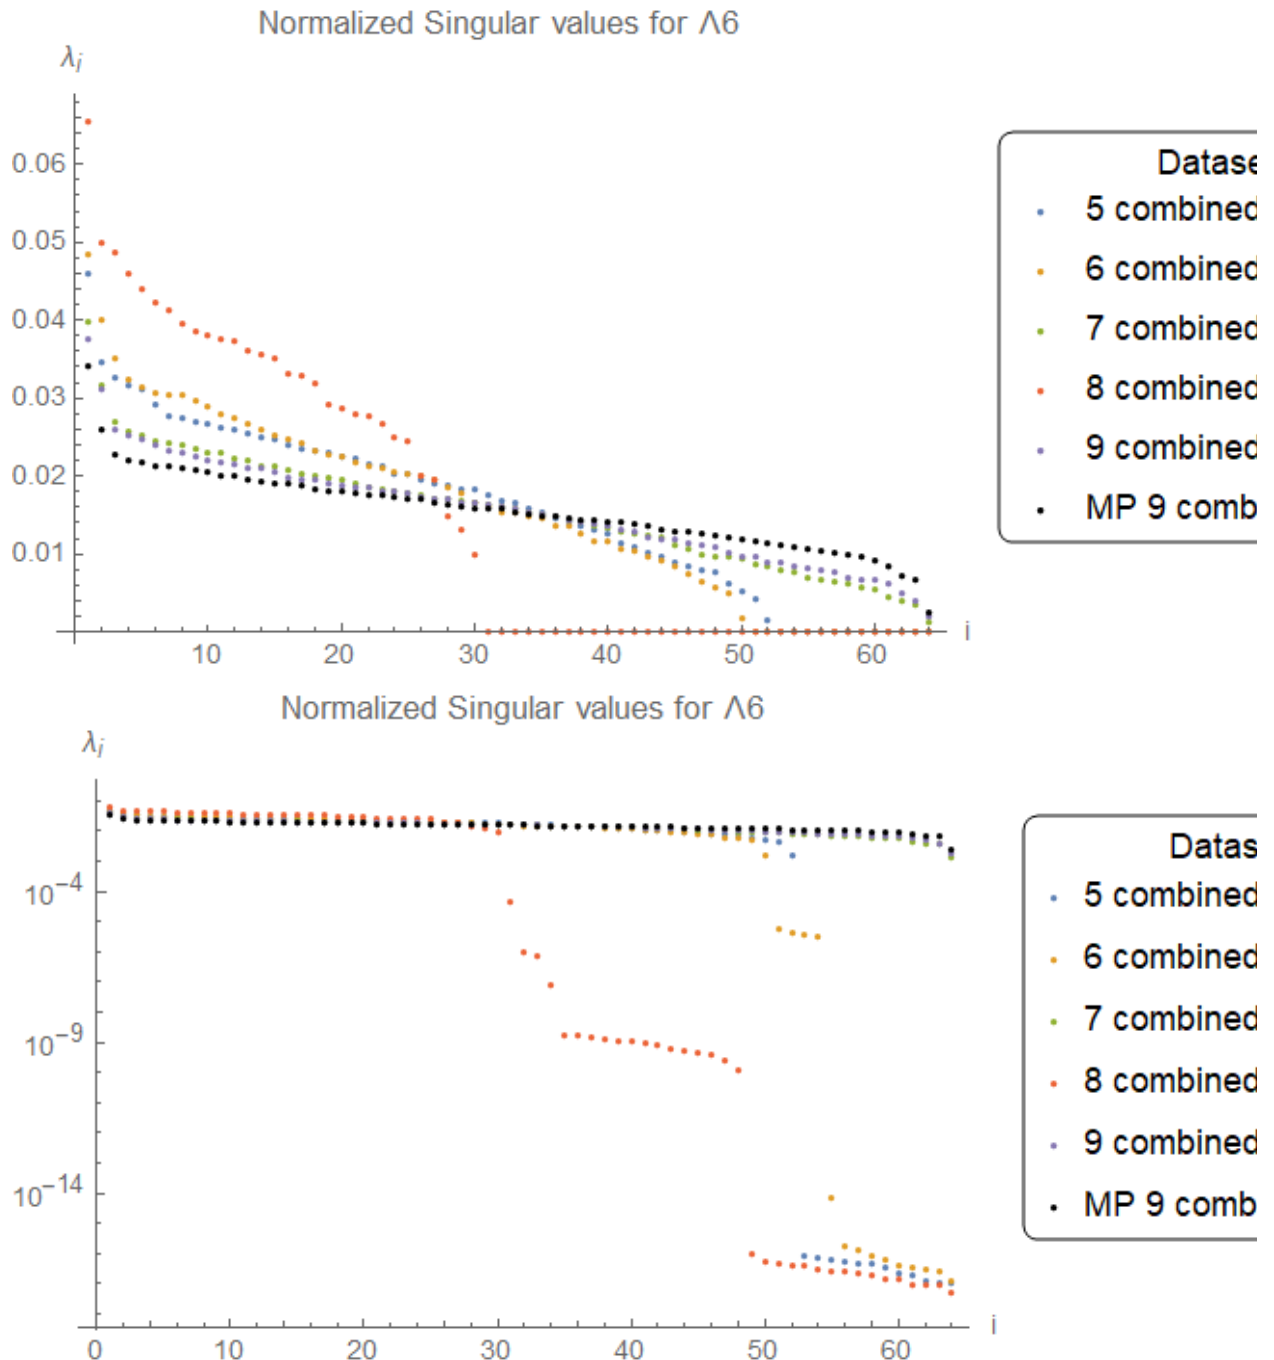 Normalized Singular values for Λ6
λi
0.06
0.05
0.04
0.03
0.02
0.01
10 20 30 40 50 60 i
Datase
5 combined
6 combined
7 combined
8 combined
9 combined
MP 9 comb
Normalized Singular values for Λ6
λi
10^-4
10^-9
10^-14
0 10 20 30 40 50 60 i
Datas
5 combined
6 combined
7 combined
8 combined
9 combined
MP 9 comb